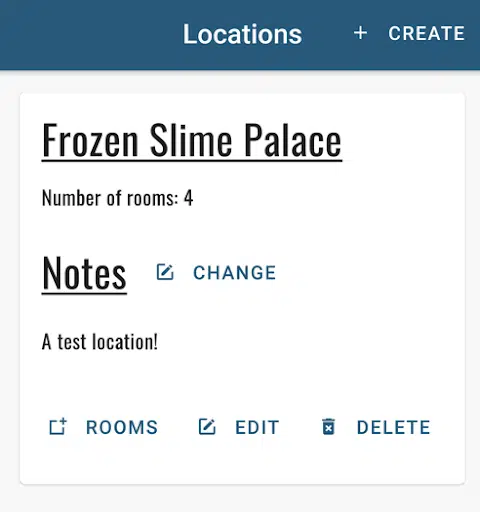 Locations + CREATE
Frozen Slime Palace
Number of rooms: 4
Notes CHANGE
A test location!
ROOMS EDIT DELETE